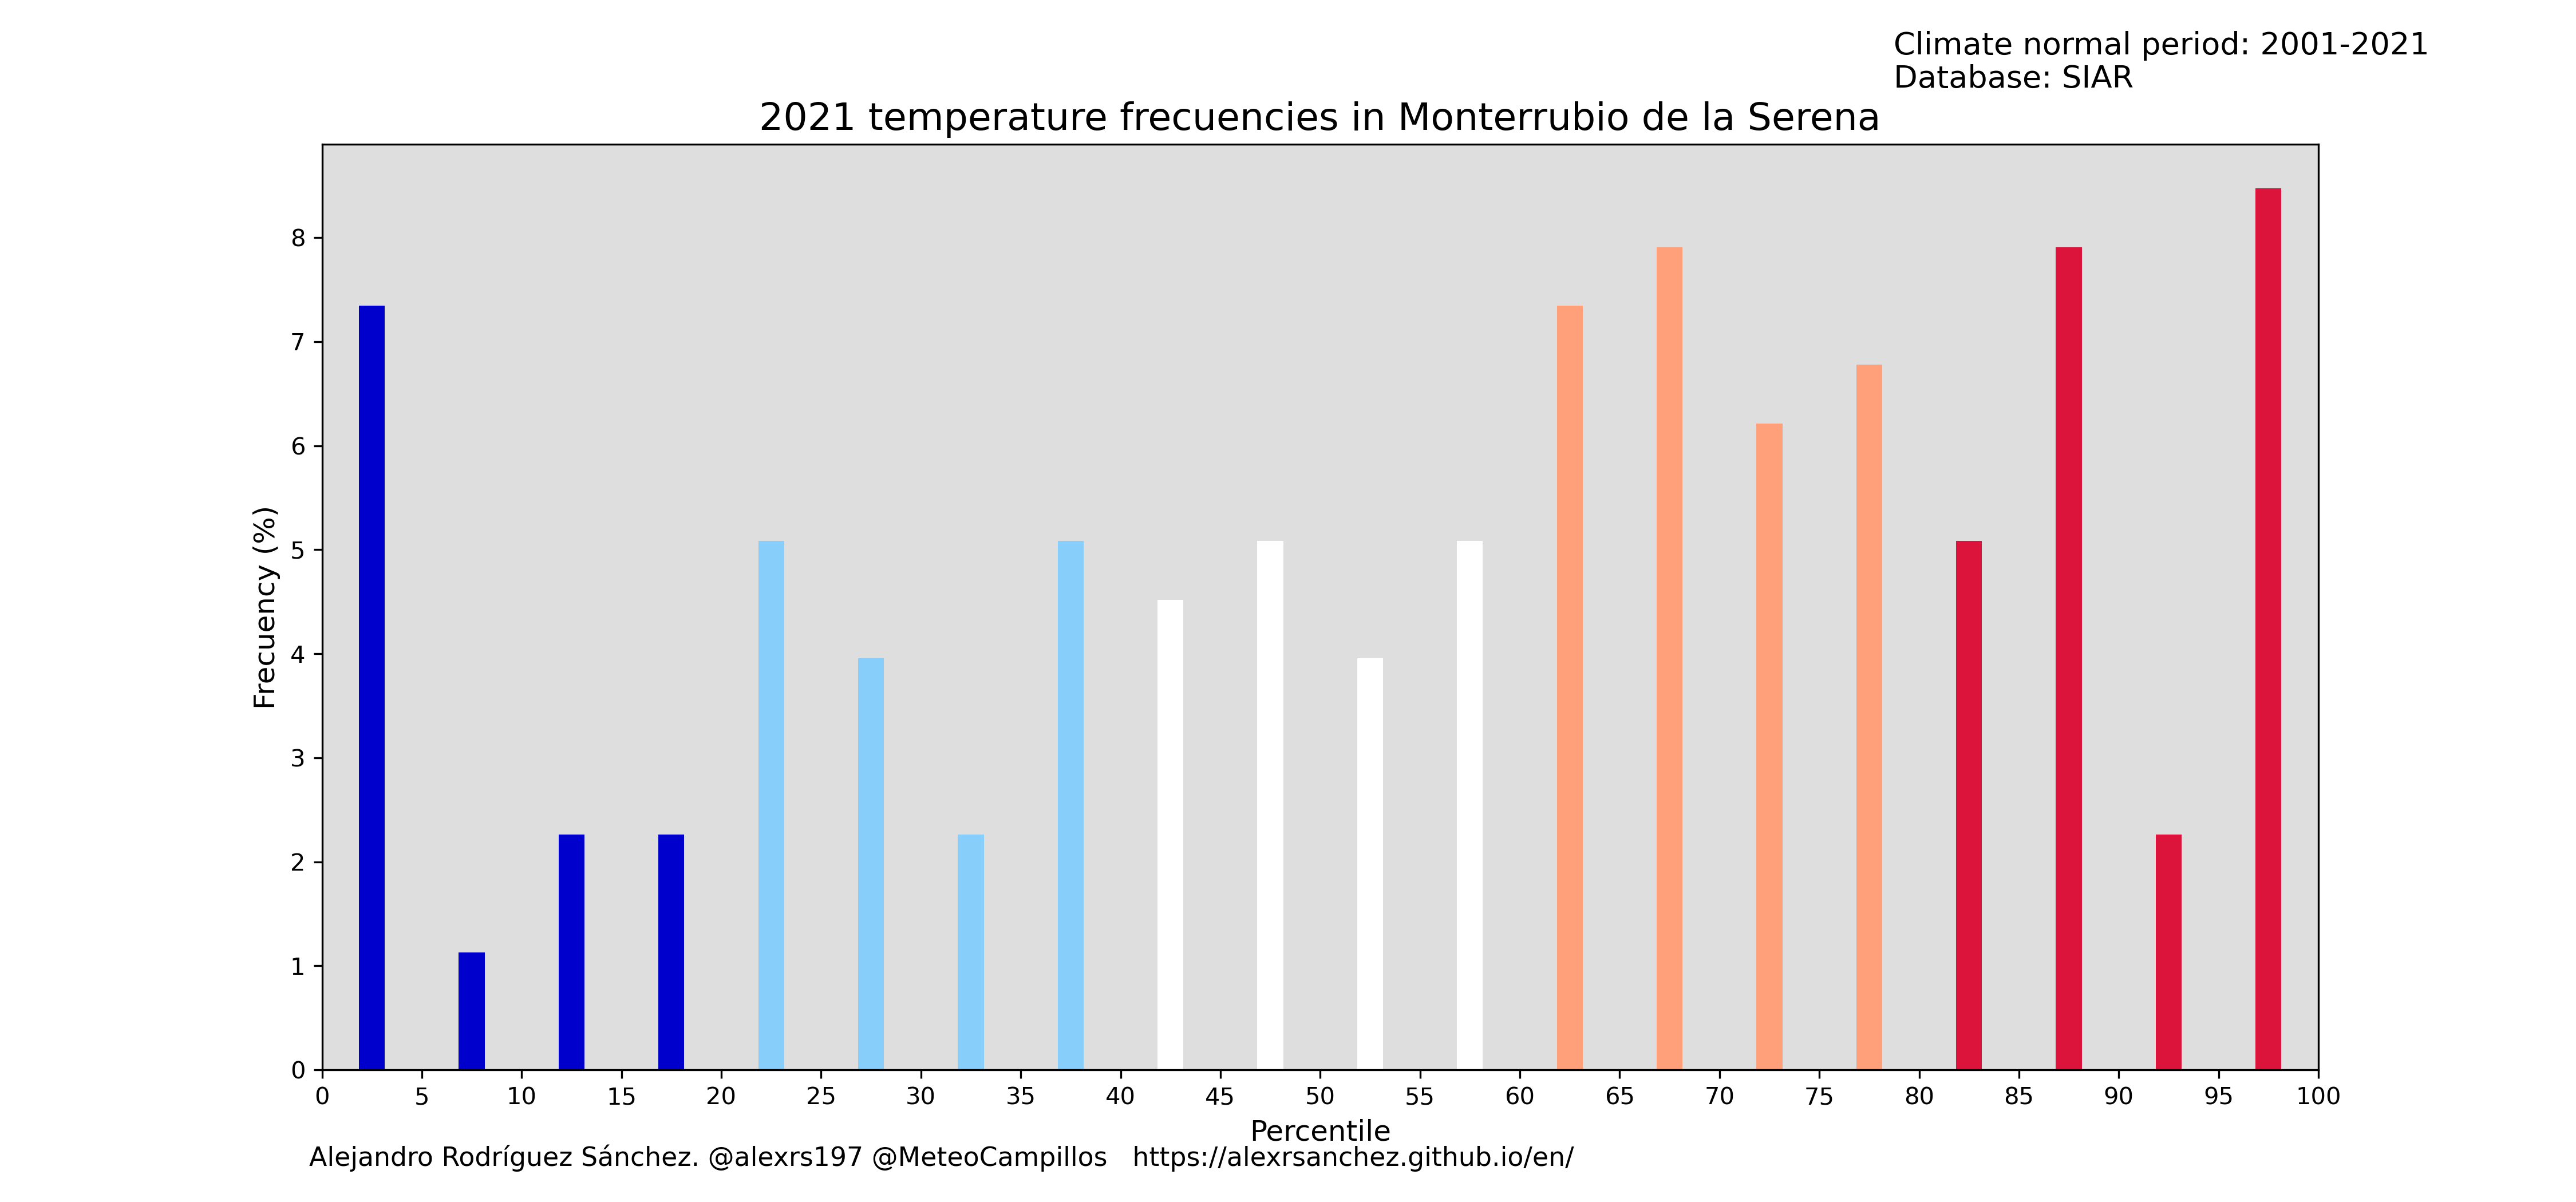 Climate normal period: 2001-2021
Database: SIAR
2021 temperature frecuencies in Monterrubio de la Serena
Frecuency (%)
8
7
6
5
4
3
2
1
0
0 5 10 15 20 25 30 35 40 45 50 55 60 65 70 75 80 85 90 95 100
Percentile
Alejandro Rodríguez Sánchez. @alexrs197 @MeteoCampillos https://alexrsanchez.github.io/en/